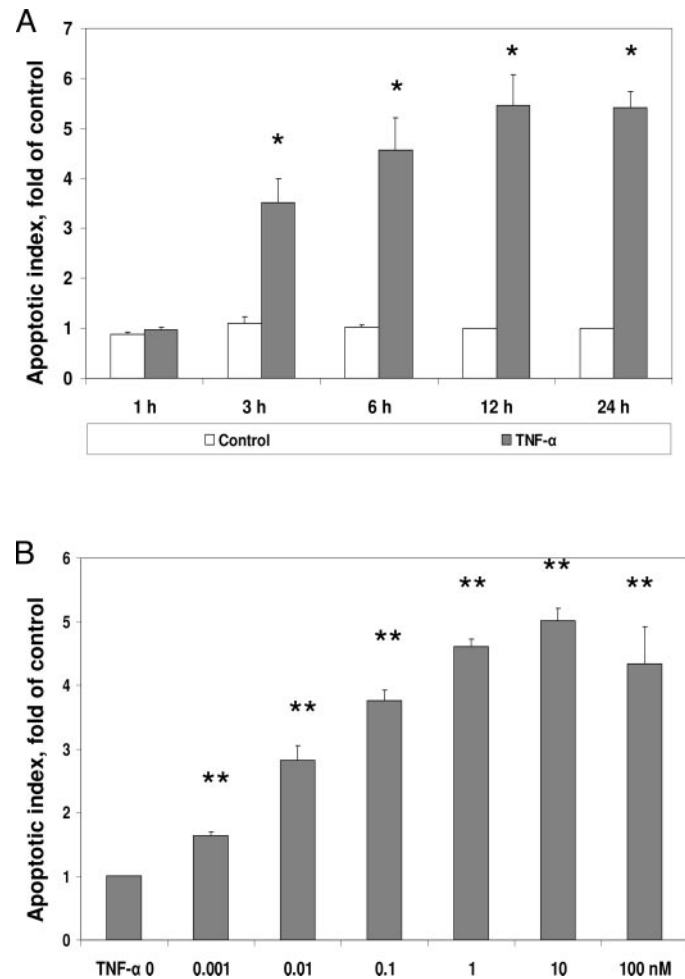 A
Apoptotic index, fold of control
7
6
5
4
3
2
1
0
* * * *
1 h 3 h 6 h 12 h 24 h
Control TNF-α
B
Apoptotic index, fold of control
6
5
4
3
2
1
0
** ** ** ** ** **
TNF-α 0 0.001 0.01 0.1 1 10 100 nM